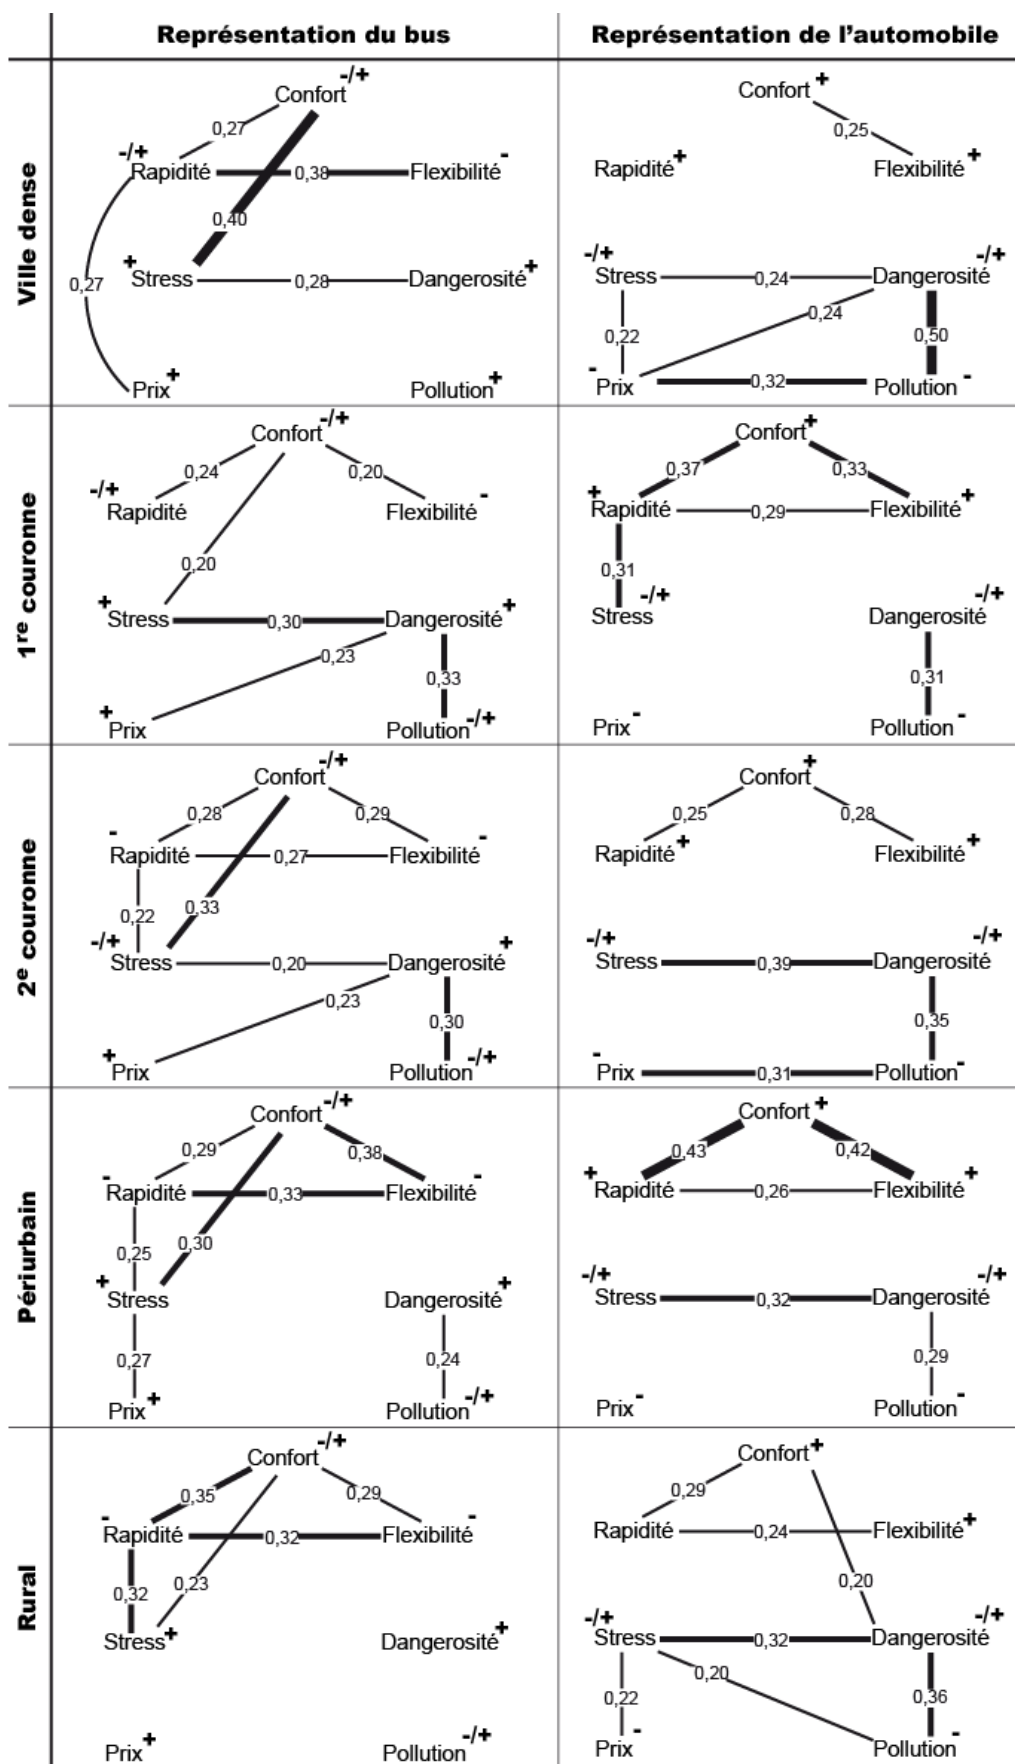 Représentation du bus
Représentation de l'automobile
Ville dense
Confort -/+
0,27
-/+ Rapidité
0,38
Flexibilité -
0,40
+ Stress
0,28
Dangerosité +
0,27
Prix +
Pollution +
Confort +
0,25
Rapidité +
Flexibilité +
-/+ Stress
0,24
Dangerosité -/+
0,24
0,22
0,50
- Prix
0,32
Pollution -
1re couronne
Confort -/+
0,24
0,20
-/+ Rapidité
Flexibilité -
0,20
+ Stress
0,30
Dangerosité +
0,23
0,33
+ Prix
Pollution -/+
Confort +
0,37
0,33
+ Rapidité
0,29
Flexibilité +
0,31
Stress -/+
Dangerosité -/+
0,31
Prix -
Pollution -
2e couronne
Confort -/+
0,28
0,29
- Rapidité
0,27
Flexibilité -
0,22
0,33
-/+ Stress
0,20
Dangerosité +
0,23
0,30
+ Prix
Pollution -/+
Confort +
0,25
0,28
Rapidité +
Flexibilité +
-/+ Stress
0,39
Dangerosité -/+
0,35
- Prix
0,31
Pollution -
Périurbain
Confort -/+
0,29
0,38
- Rapidité
0,33
Flexibilité -
0,25
0,30
+ Stress
Dangerosité +
0,27
0,24
Prix +
Pollution -/+
Confort +
0,43
0,42
+ Rapidité
0,26
Flexibilité +
-/+ Stress
0,32
Dangerosité -/+
0,29
Prix -
Pollution -
Rural
Confort -/+
0,35
0,29
- Rapidité
0,32
Flexibilité -
0,32
0,23
Stress +
Dangerosité +
Prix +
Pollution -/+
Confort +
0,29
Rapidité
0,24
Flexibilité +
0,20
-/+ Stress
0,32
Dangerosité -/+
0,20
0,22
0,36
Prix -
Pollution -